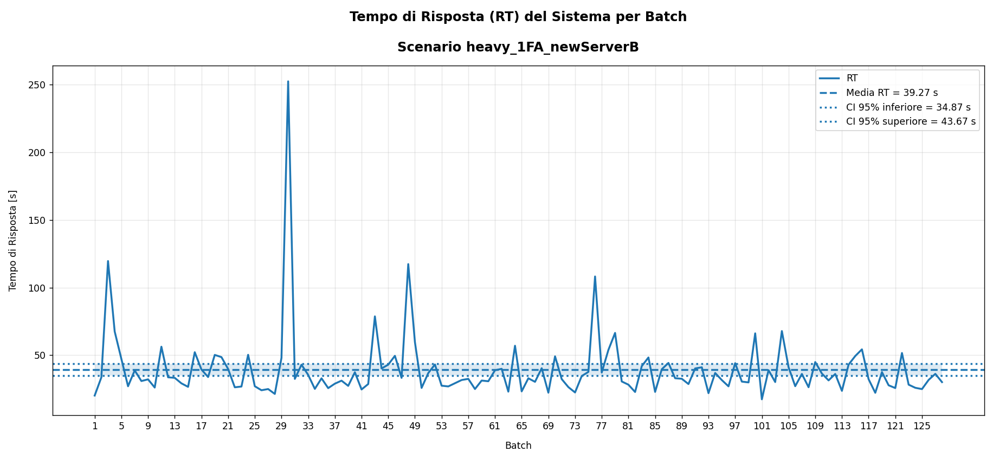 Tempo di Risposta (RT) del Sistema per Batch
Scenario heavy_1FA_newServerB
RT
Media RT = 39.27 s
CI 95% inferiore = 34.87 s
CI 95% superiore = 43.67 s
Tempo di Risposta [s]
250
200
150
100
50
1 5 9 13 17 21 25 29 33 37 41 45 49 53 57 61 65 69 73 77 81 85 89 93 97 101 105 109 113 117 121 125
Batch